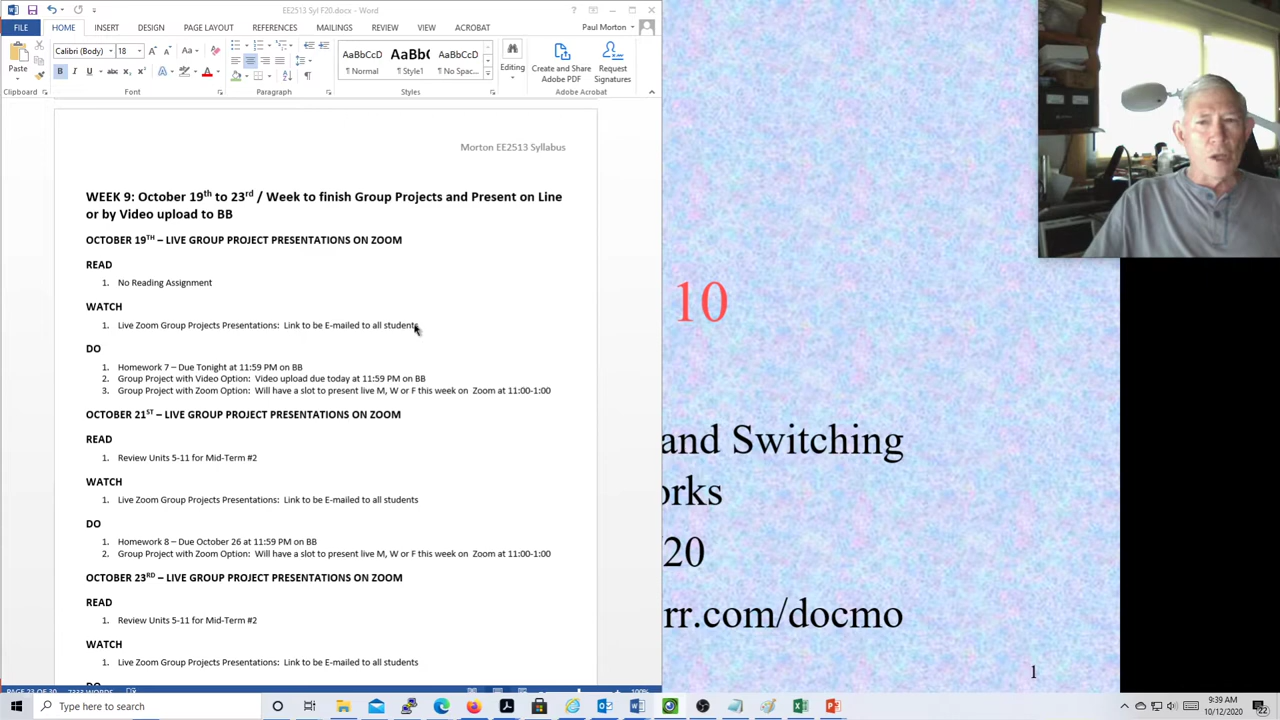 EE2513 Syl F20.docx - Word
Paul Morton
FILE HOME INSERT DESIGN PAGE LAYOUT REFERENCES MAILINGS REVIEW VIEW ACROBAT
Calibri (Body) 18
Paste
Clipboard Font Paragraph Styles
AaBbCcD AaBbC AaBbCcD
¶ Normal ¶ Style1 ¶ No Spac...
Editing
Create and Share
Adobe PDF
Request
Signatures
Adobe Acrobat
Morton EE2513 Syllabus
WEEK 9: October 19th to 23rd / Week to finish Group Projects and Present on Line
or by Video upload to BB
OCTOBER 19TH – LIVE GROUP PROJECT PRESENTATIONS ON ZOOM
READ
1. No Reading Assignment
WATCH
1. Live Zoom Group Projects Presentations: Link to be E-mailed to all students
DO
1. Homework 7 – Due Tonight at 11:59 PM on BB
2. Group Project with Video Option: Video upload due today at 11:59 PM on BB
3. Group Project with Zoom Option: Will have a slot to present live M, W or F this week on Zoom at 11:00-1:00
OCTOBER 21ST – LIVE GROUP PROJECT PRESENTATIONS ON ZOOM
READ
1. Review Units 5-11 for Mid-Term #2
WATCH
1. Live Zoom Group Projects Presentations: Link to be E-mailed to all students
DO
1. Homework 8 – Due October 26 at 11:59 PM on BB
2. Group Project with Zoom Option: Will have a slot to present live M, W or F this week on Zoom at 11:00-1:00
OCTOBER 23RD – LIVE GROUP PROJECT PRESENTATIONS ON ZOOM
READ
1. Review Units 5-11 for Mid-Term #2
WATCH
1. Live Zoom Group Projects Presentations: Link to be E-mailed to all students
10
and Switching
orks
/20
rr.com/docmo
1
100%
Type here to search
9:39 AM
10/12/2020
22